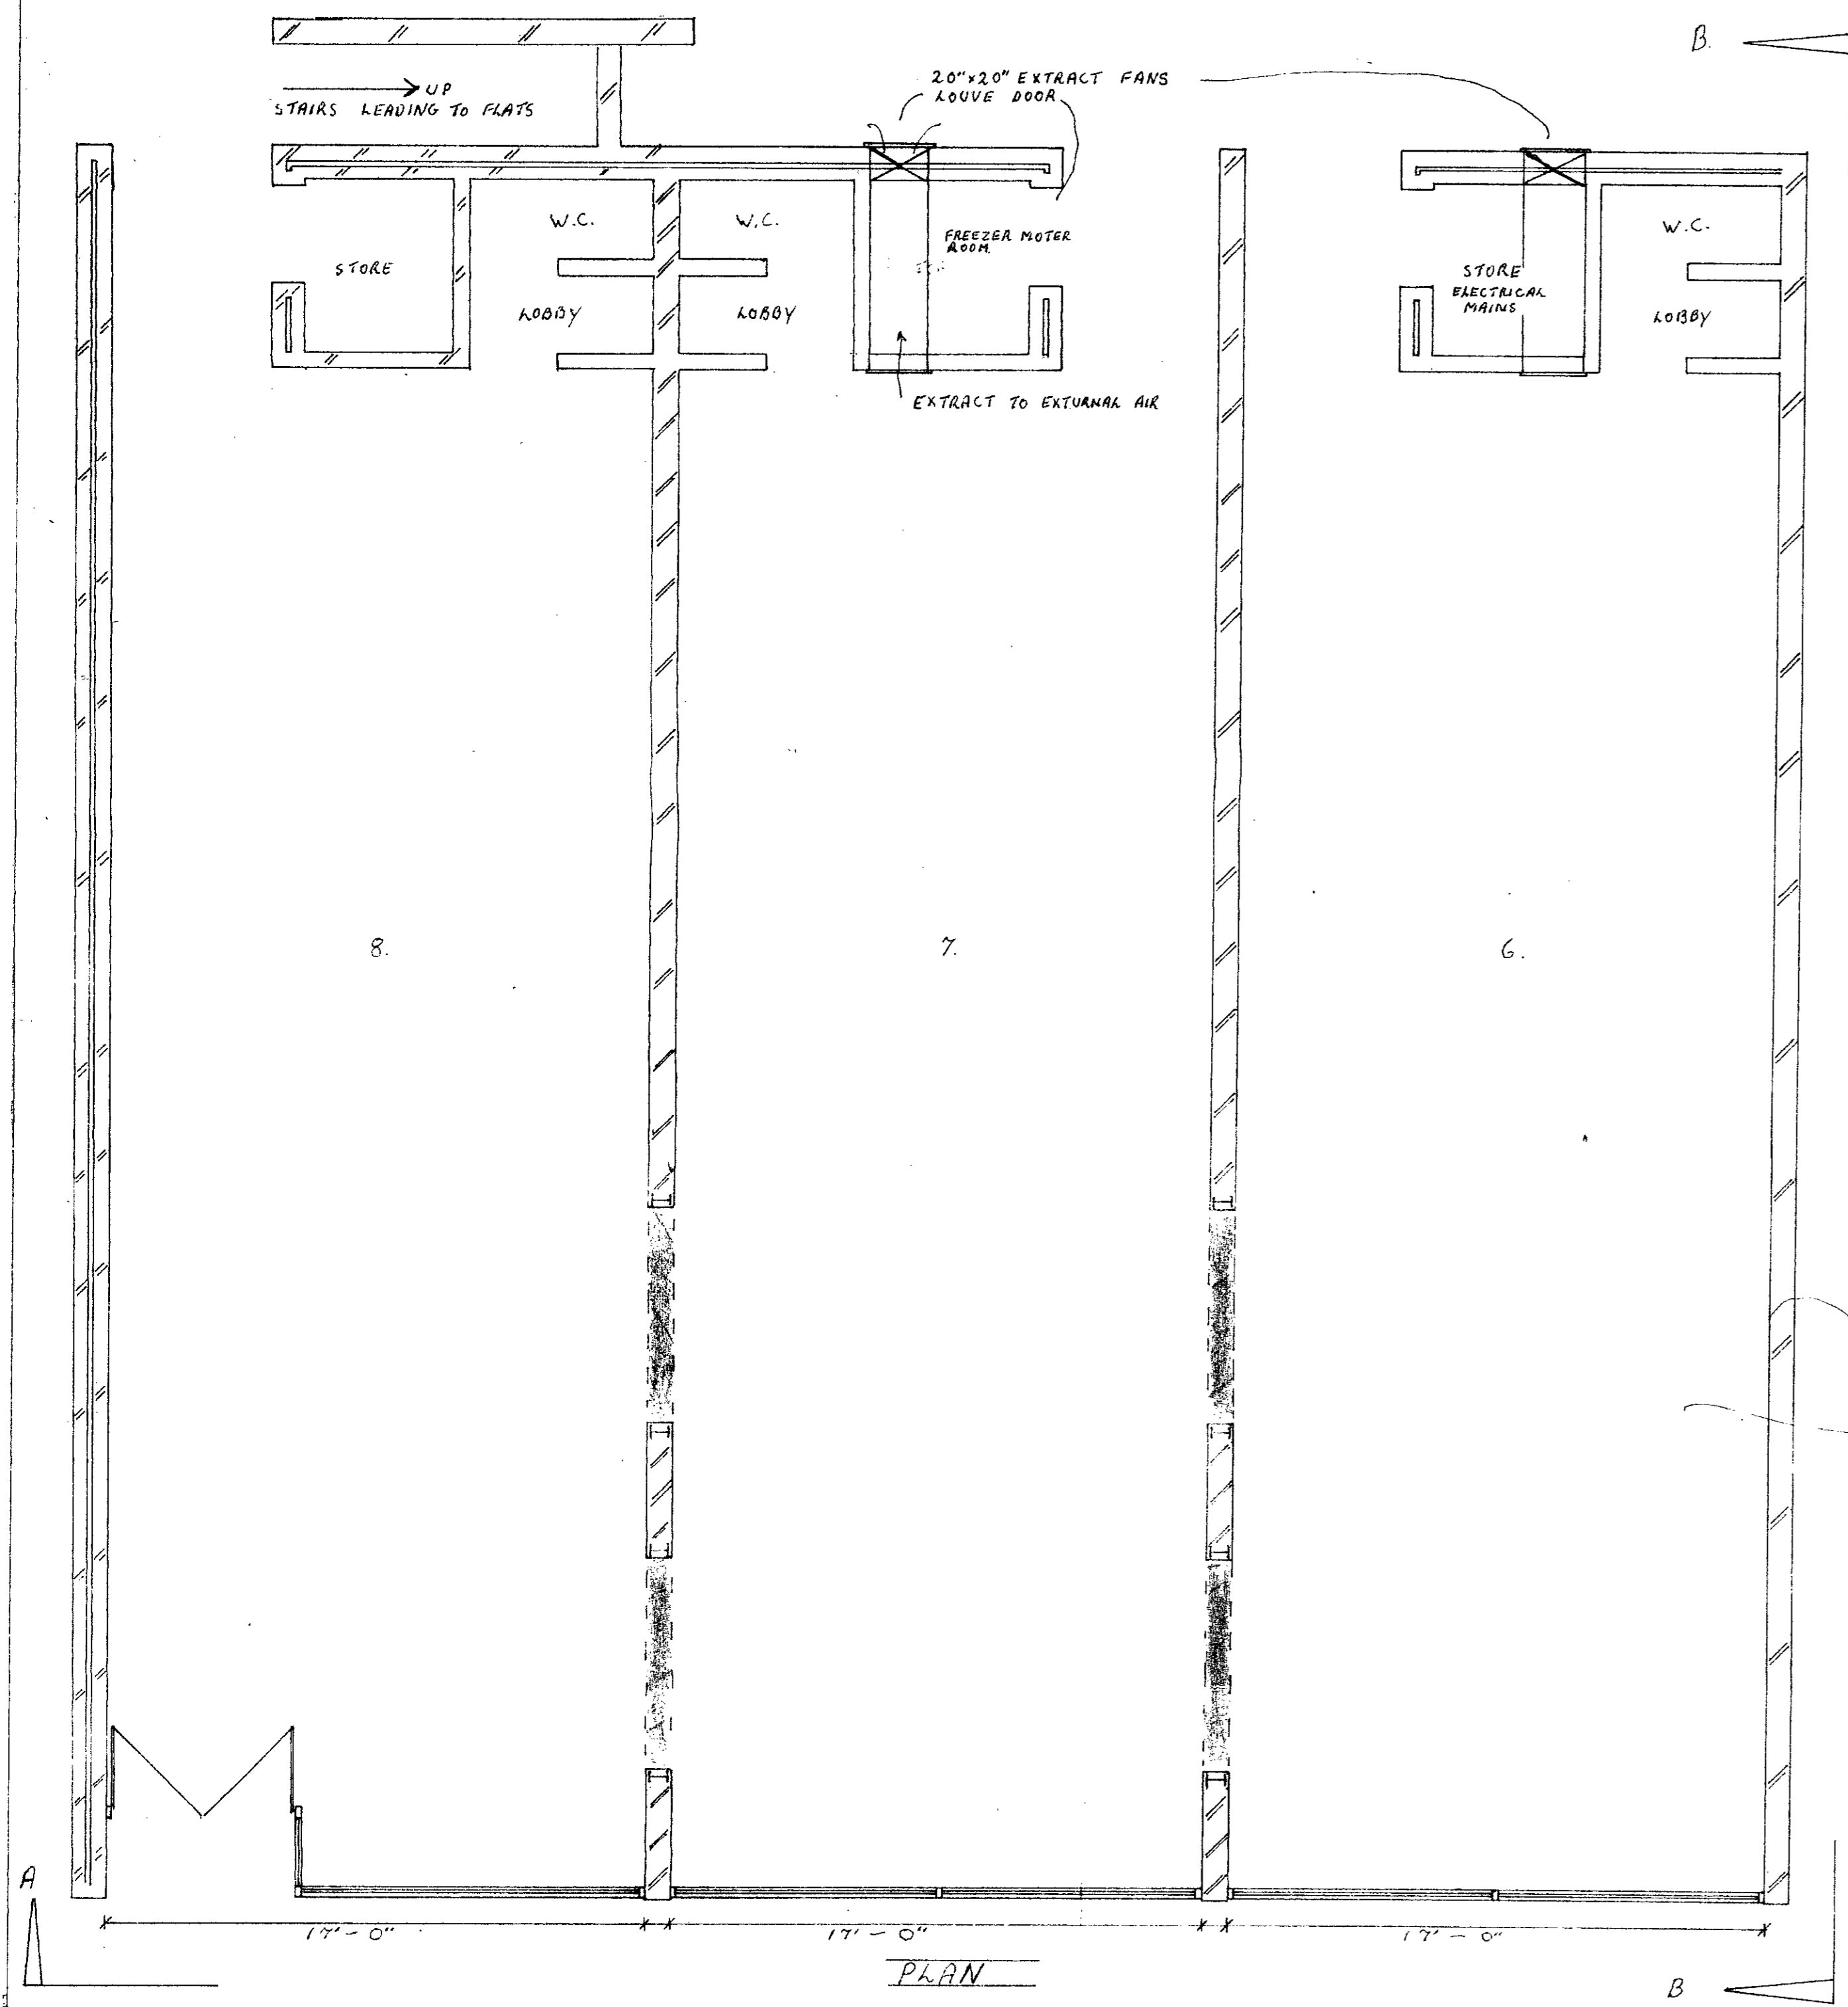 B.
20"x20" EXTRACT FANS
LOUVE DOOR
UP
STAIRS LEADING TO FLATS
W.C.
W.C.
FREEZER MOTER
ROOM
W.C.
STORE
STORE
ELECTRICAL
MAINS
LOBBY
LOBBY
LOBBY
EXTRACT TO EXTURNAL AIR
8.
7.
6.
A
17'-0"
17'-0"
17'-0"
PLAN
B